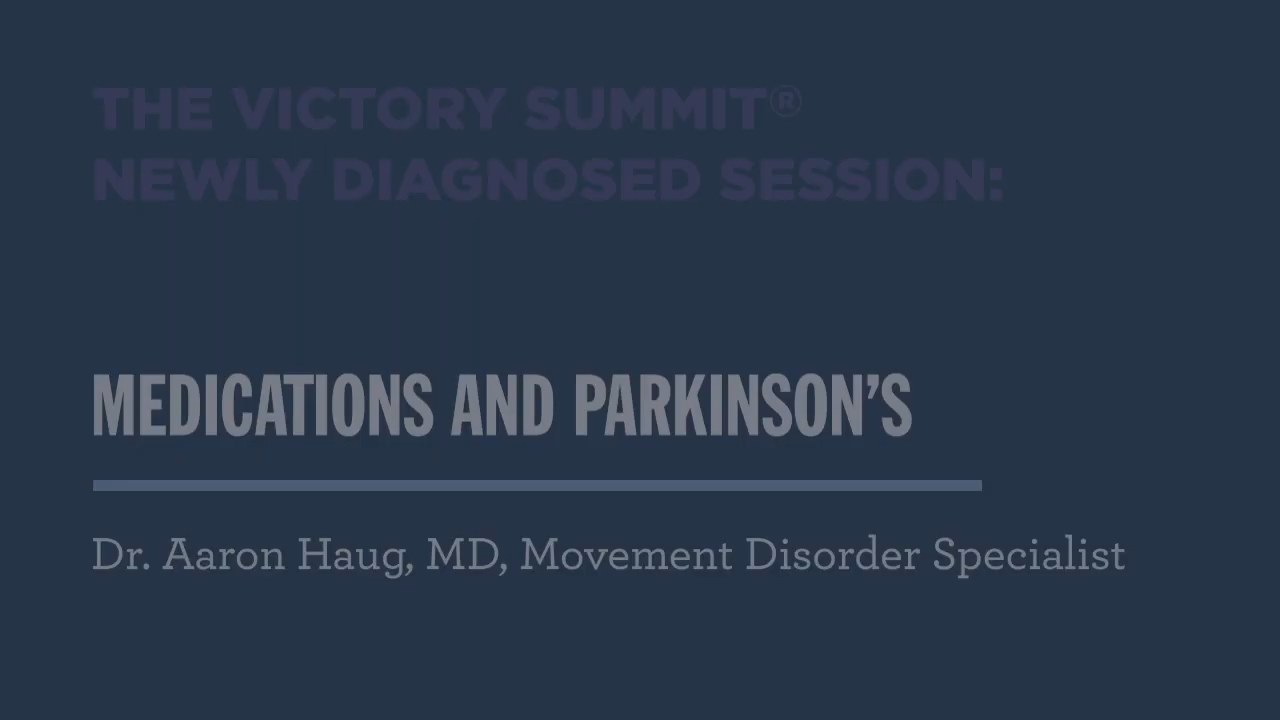 THE VICTORY SUMMIT®
NEWLY DIAGNOSED SESSION:
MEDICATIONS AND PARKINSON’S
Dr. Aaron Haug, MD, Movement Disorder Specialist